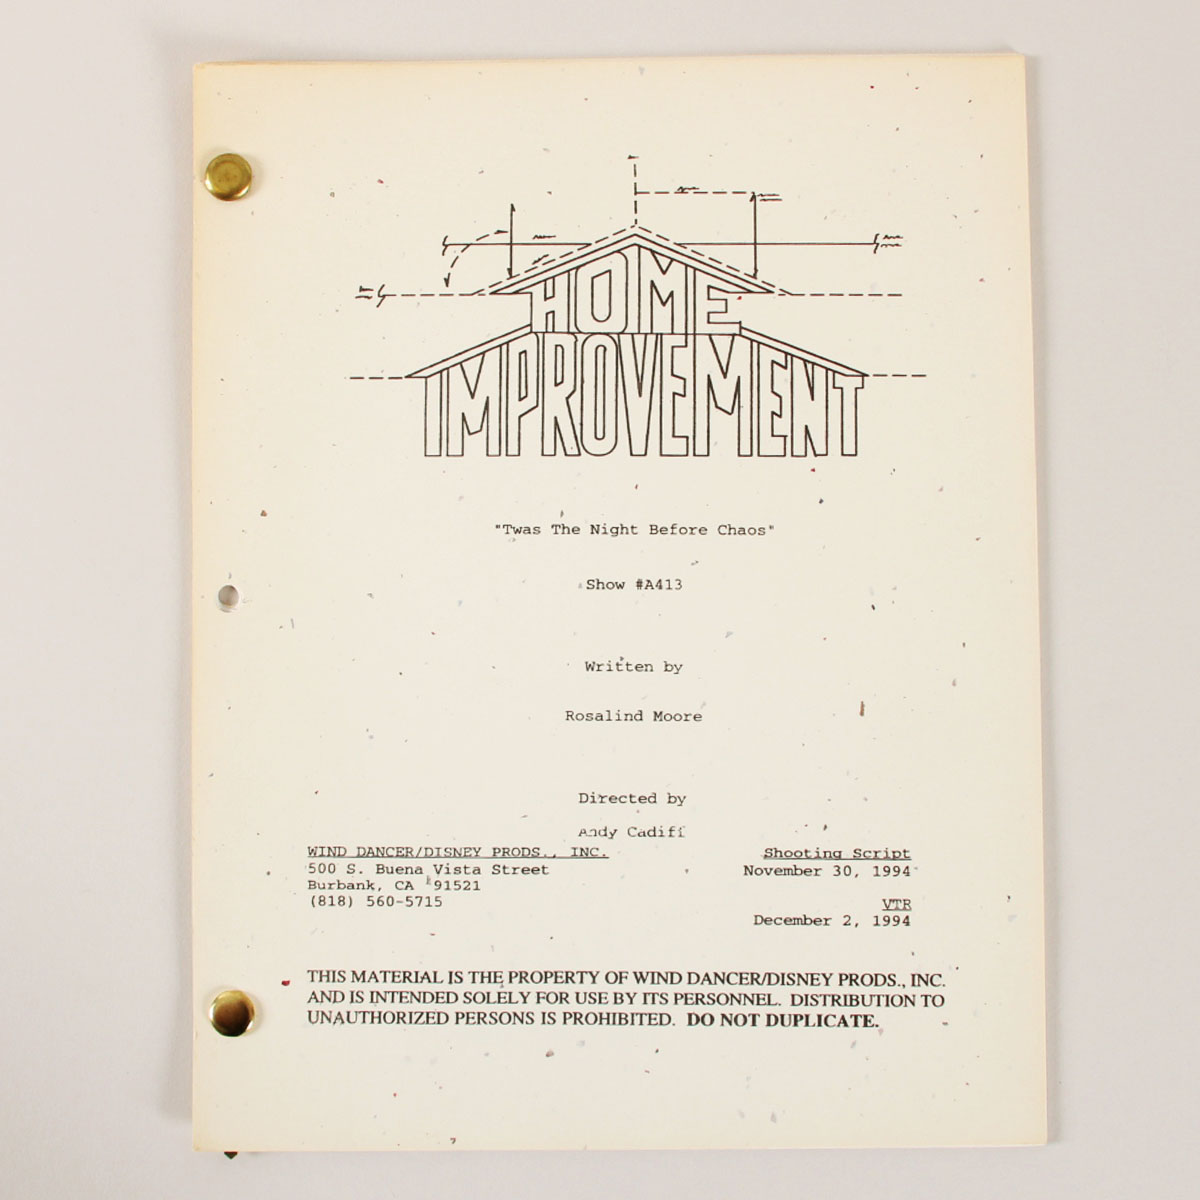 HOME
IMPROVEMENT
"Twas The Night Before Chaos"
Show #A413
Written by
Rosalind Moore
Directed by
Andy Cadiff
WIND DANCER/DISNEY PRODS., INC.
500 S. Buena Vista Street
Burbank, CA 91521
(818) 560-5715
Shooting Script
November 30, 1994
VTR
December 2, 1994
THIS MATERIAL IS THE PROPERTY OF WIND DANCER/DISNEY PRODS., INC.
AND IS INTENDED SOLELY FOR USE BY ITS PERSONNEL. DISTRIBUTION TO
UNAUTHORIZED PERSONS IS PROHIBITED. DO NOT DUPLICATE.